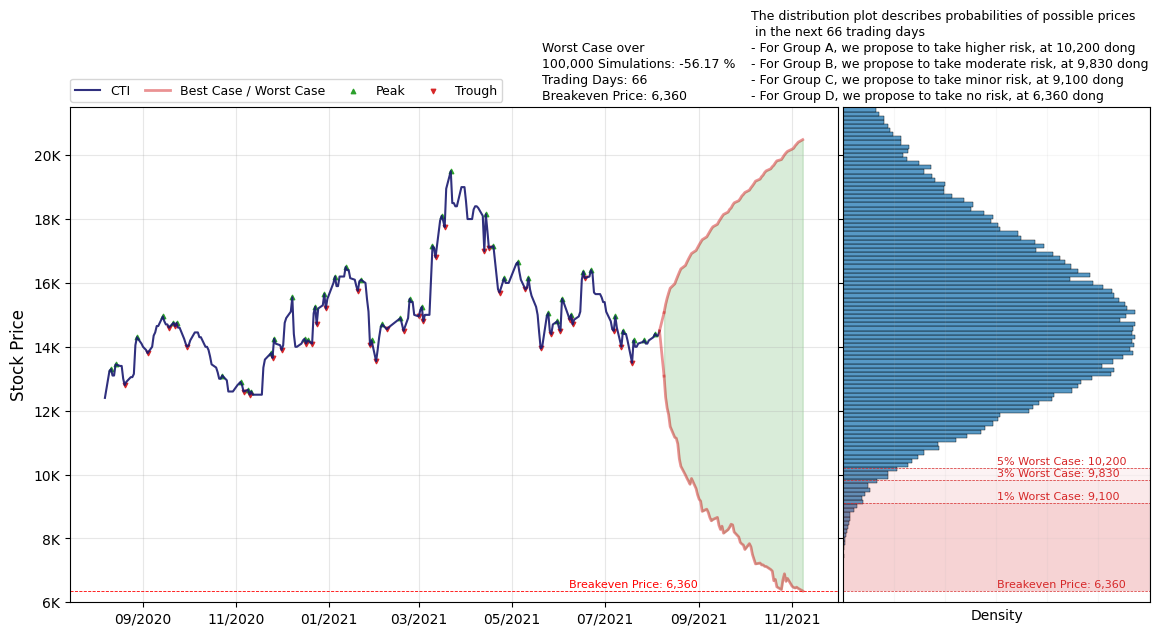 The distribution plot describes probabilities of possible prices
in the next 66 trading days
- For Group A, we propose to take higher risk, at 10,200 dong
- For Group B, we propose to take moderate risk, at 9,830 dong
- For Group C, we propose to take minor risk, at 9,100 dong
- For Group D, we propose to take no risk, at 6,360 dong
Worst Case over
100,000 Simulations: -56.17 %
Trading Days: 66
Breakeven Price: 6,360
CTI
Best Case / Worst Case
Peak
Trough
Stock Price
20K
18K
16K
14K
12K
10K
8K
6K
Breakeven Price: 6,360
09/2020
11/2020
01/2021
03/2021
05/2021
07/2021
09/2021
11/2021
5% Worst Case: 10,200
3% Worst Case: 9,830
1% Worst Case: 9,100
Breakeven Price: 6,360
Density